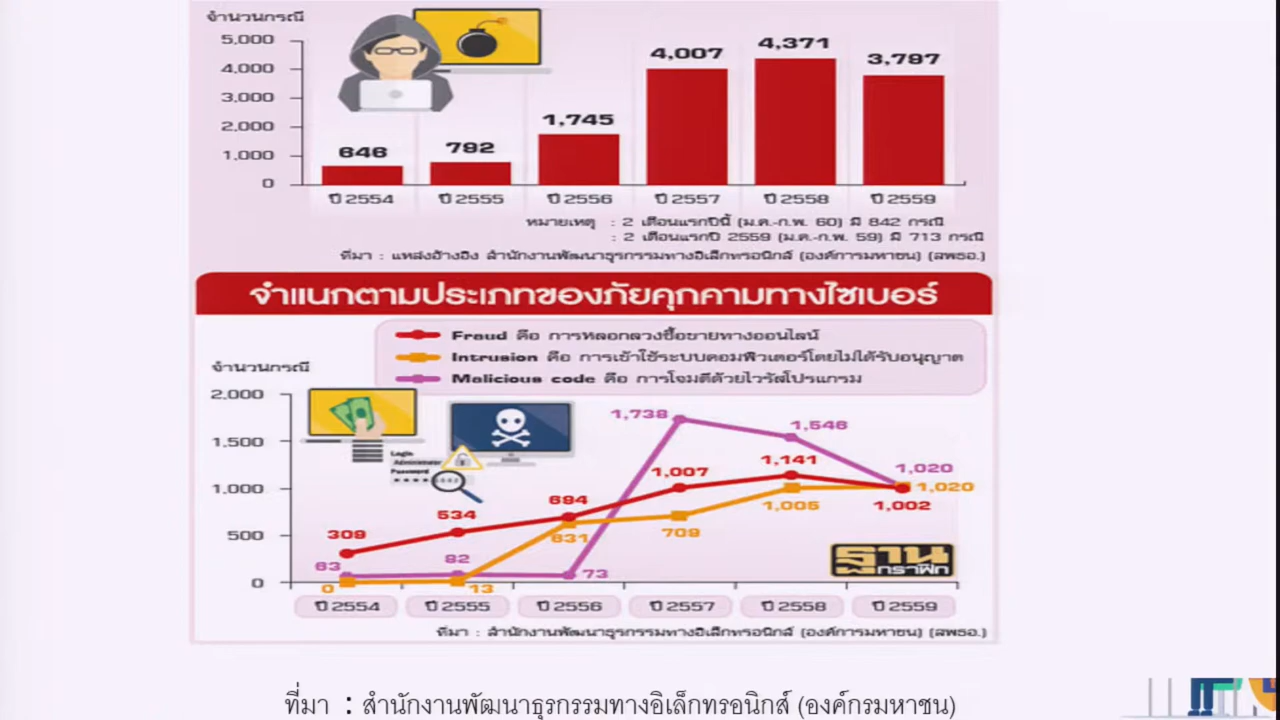 จำนวนกรณี
5,000
4,000
3,000
2,000
1,000
0
646
792
1,745
4,007
4,371
3,797
ปี 2554 ปี 2555 ปี 2556 ปี 2557 ปี 2558 ปี 2559
หมายเหตุ : 2 เดือนแรกปีนี้ (ม.ค.-ก.พ. 60) มี 842 กรณี
: 2 เดือนแรกปี 2559 (ม.ค.-ก.พ. 59) มี 713 กรณี
ที่มา : แหล่งอ้างอิง สำนักงานพัฒนาธุรกรรมทางอิเล็กทรอนิกส์ (องค์การมหาชน) (สพธอ.)
จำแนกตามประเภทของภัยคุกคามทางไซเบอร์
Fraud คือ การหลอกลวงซื้อขายทางออนไลน์
Intrusion คือ การเข้าใช้ระบบคอมพิวเตอร์โดยไม่ได้รับอนุญาต
Malicious code คือ การโจมตีด้วยไวรัสโปรแกรม
จำนวนกรณี
2,000
1,500
1,000
500
0
Login
Administrator
Password
309
534
694
1,007
1,141
1,002
63
82
73
1,738
1,546
1,020
0
13
631
709
1,005
1,020
ฐาน
กราฟิก
ปี 2554 ปี 2555 ปี 2556 ปี 2557 ปี 2558 ปี 2559
ที่มา : สำนักงานพัฒนาธุรกรรมทางอิเล็กทรอนิกส์ (องค์การมหาชน) (สพธอ.)
ที่มา : สำนักงานพัฒนาธุรกรรมทางอิเล็กทรอนิกส์ (องค์กรมหาชน)